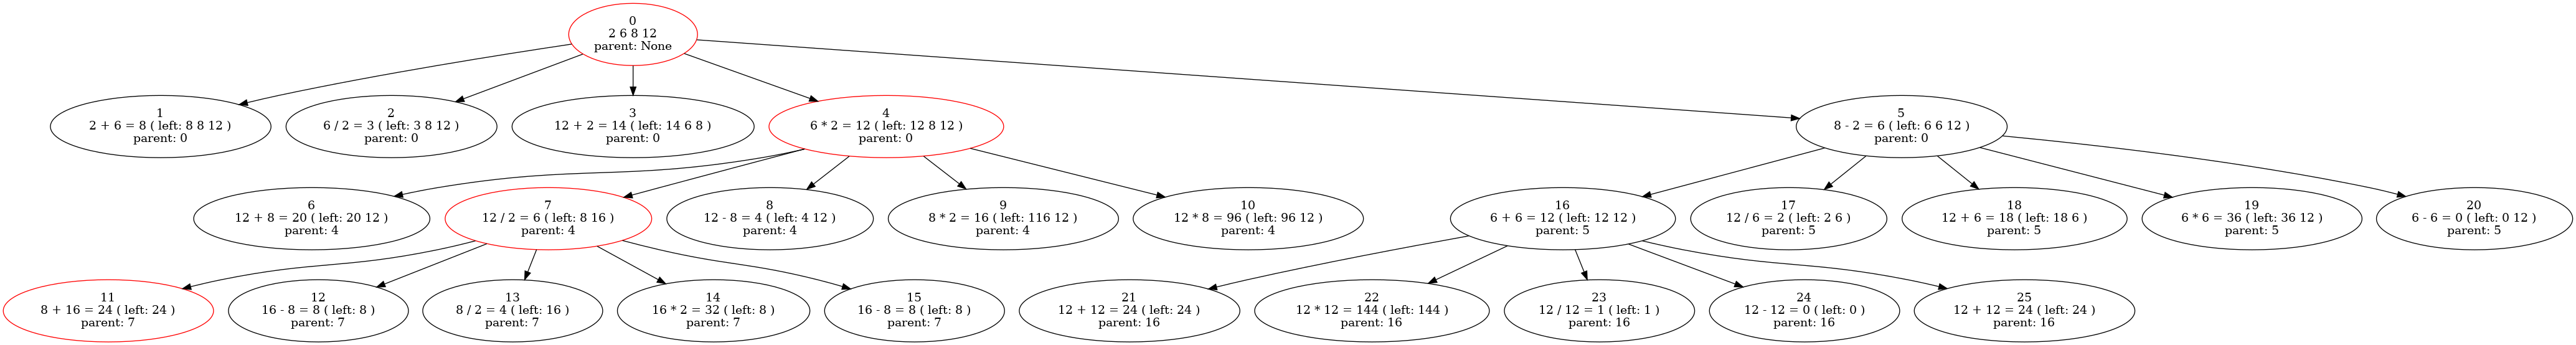 0
2 6 8 12
parent: None
1
2 + 6 = 8 ( left: 8 8 12 )
parent: 0
2
6 / 2 = 3 ( left: 3 8 12 )
parent: 0
3
12 + 2 = 14 ( left: 14 6 8 )
parent: 0
4
6 * 2 = 12 ( left: 12 8 12 )
parent: 0
5
8 - 2 = 6 ( left: 6 6 12 )
parent: 0
6
12 + 8 = 20 ( left: 20 12 )
parent: 4
7
12 / 2 = 6 ( left: 8 16 )
parent: 4
8
12 - 8 = 4 ( left: 4 12 )
parent: 4
9
8 * 2 = 16 ( left: 116 12 )
parent: 4
10
12 * 8 = 96 ( left: 96 12 )
parent: 4
16
6 + 6 = 12 ( left: 12 12 )
parent: 5
17
12 / 6 = 2 ( left: 2 6 )
parent: 5
18
12 + 6 = 18 ( left: 18 6 )
parent: 5
19
6 * 6 = 36 ( left: 36 12 )
parent: 5
20
6 - 6 = 0 ( left: 0 12 )
parent: 5
11
8 + 16 = 24 ( left: 24 )
parent: 7
12
16 - 8 = 8 ( left: 8 )
parent: 7
13
8 / 2 = 4 ( left: 16 )
parent: 7
14
16 * 2 = 32 ( left: 8 )
parent: 7
15
16 - 8 = 8 ( left: 8 )
parent: 7
21
12 + 12 = 24 ( left: 24 )
parent: 16
22
12 * 12 = 144 ( left: 144 )
parent: 16
23
12 / 12 = 1 ( left: 1 )
parent: 16
24
12 - 12 = 0 ( left: 0 )
parent: 16
25
12 + 12 = 24 ( left: 24 )
parent: 16